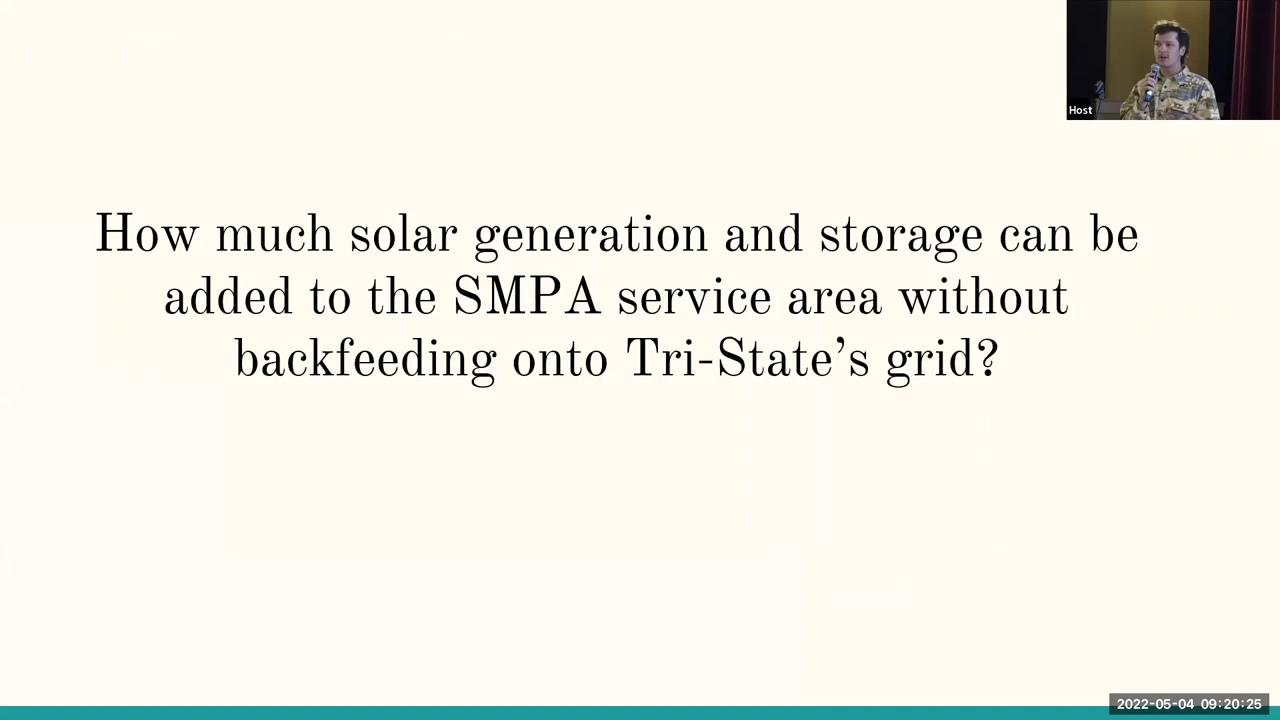 Host
How much solar generation and storage can be
added to the SMPA service area without
backfeeding onto Tri-State’s grid?
2022-05-04 09:20:25